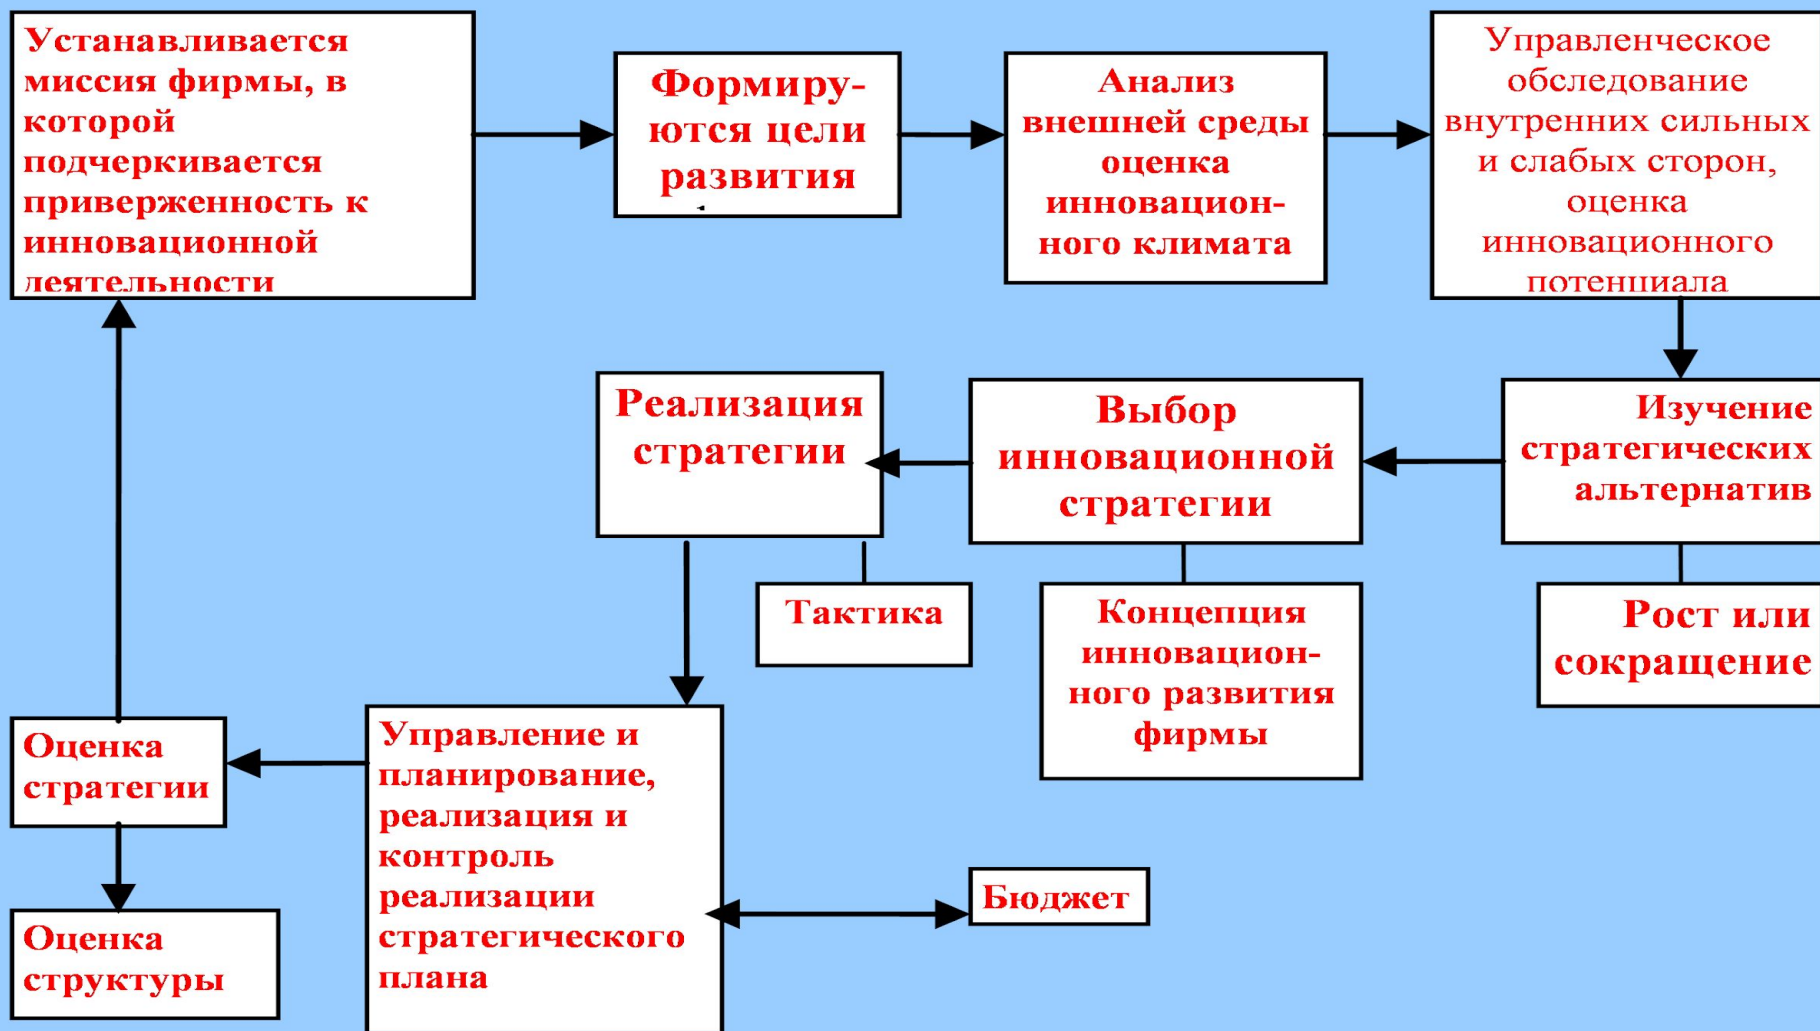 Устанавливается
миссия фирмы, в
которой
подчеркивается
приверженность к
инновационной
деятельности
Формиру-
ются цели
развития
Анализ
внешней среды
оценка
инновацион-
ного климата
Управленческое
обследование
внутренних сильных
и слабых сторон,
оценка
инновационного
потенциала
Реализация
стратегии
Выбор
инновационной
стратегии
Изучение
стратегических
альтернатив
Тактика
Концепция
инновацион-
ного развития
фирмы
Рост или
сокращение
Оценка
стратегии
Управление и
планирование,
реализация и
контроль
реализации
стратегического
плана
Бюджет
Оценка
структуры